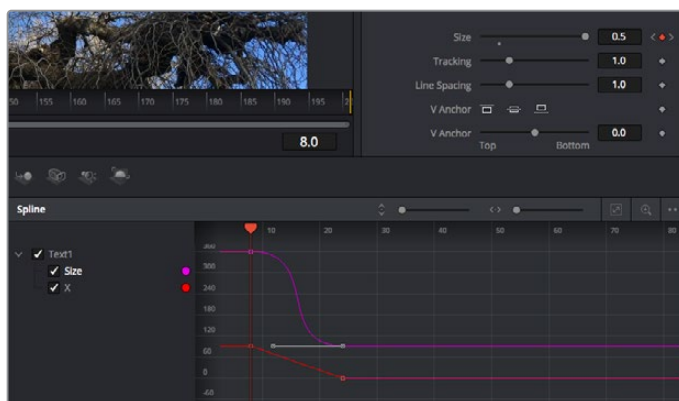 Size 0.5
Tracking 1.0
Line Spacing 1.0
V Anchor
V Anchor 0.0
Top Bottom
50 155 160 165 170 175 180 185 190 195
8.0
Spline
10 20 30 40 50 60 70 80
Text1
Size
X
360
300
240
180
120
60
0
-60